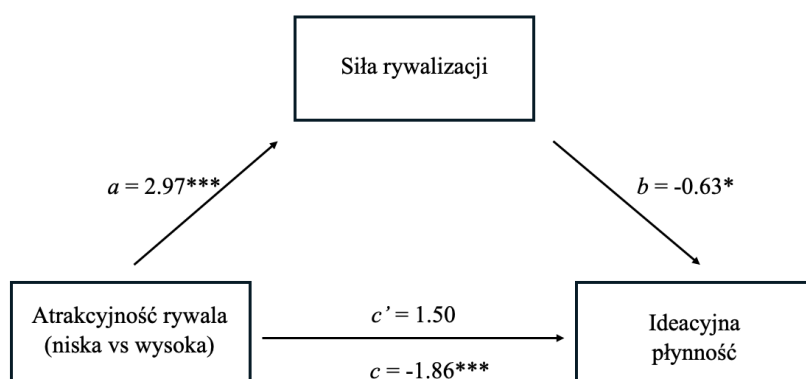 Siła rywalizacji
a = 2.97***
b = -0.63*
Atrakcyjność rywala
(niska vs wysoka)
c’ = 1.50
c = -1.86***
Ideacyjna
płynność